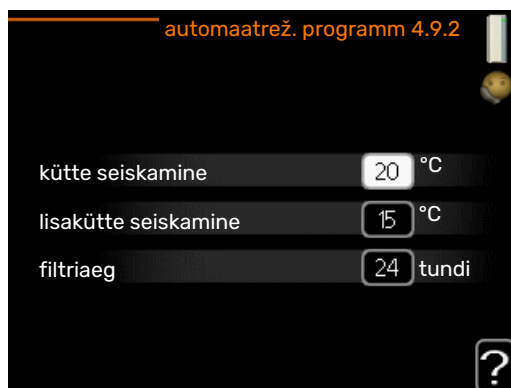 automaatrež. programm 4.9.2
kütte seiskamine 20 °C
lisakütte seiskamine 15 °C
filtriaeg 24 tundi
?